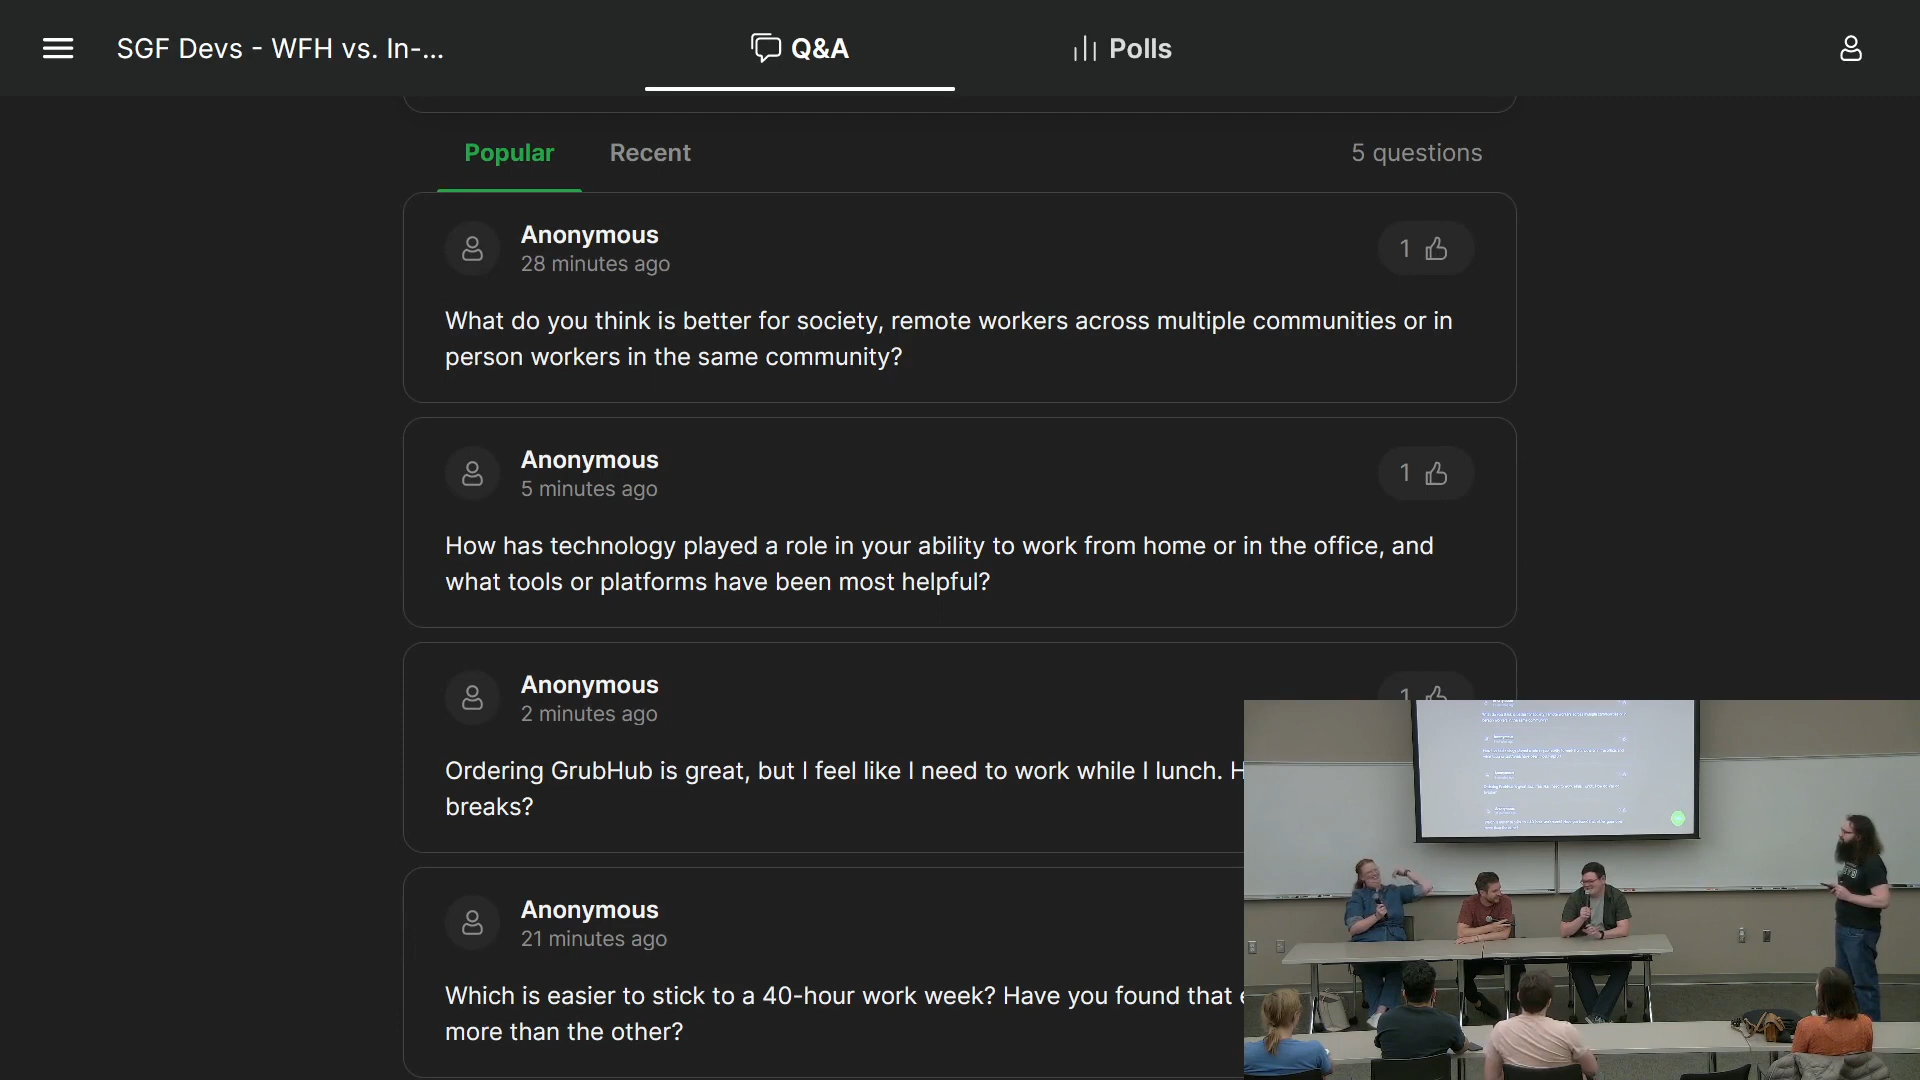 SGF Devs - WFH vs. In-...
Q&A
Polls
Popular
Recent
5 questions
Anonymous
28 minutes ago
1
What do you think is better for society, remote workers across multiple communities or in
person workers in the same community?
Anonymous
5 minutes ago
1
How has technology played a role in your ability to work from home or in the office, and
what tools or platforms have been most helpful?
Anonymous
2 minutes ago
1
Ordering GrubHub is great, but I feel like I need to work while I lunch. H
breaks?
Anonymous
21 minutes ago
Which is easier to stick to a 40-hour work week? Have you found that
more than the other?